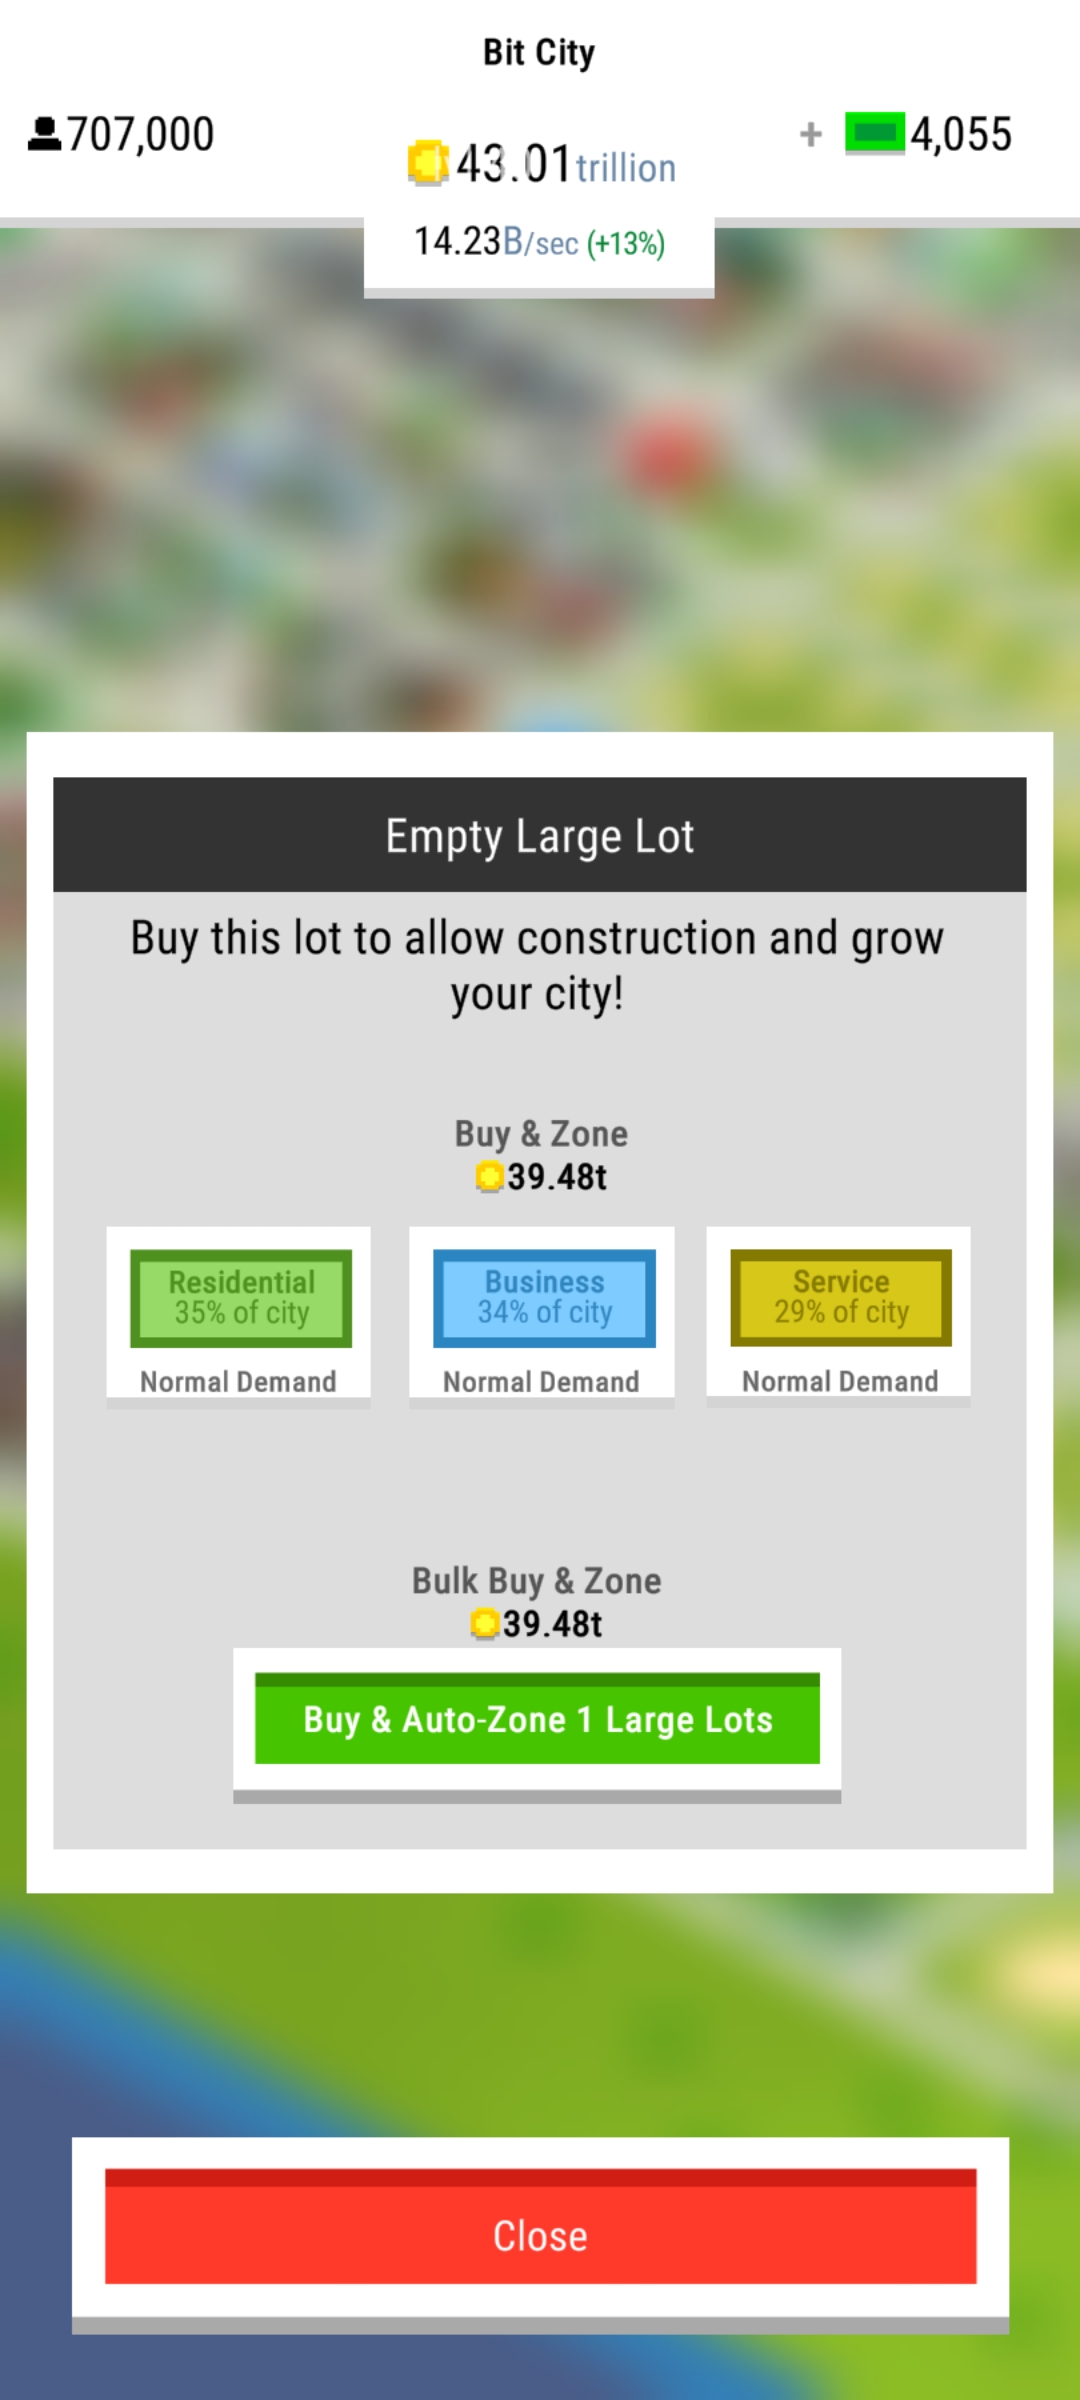 Bit City
707,000
43.01trillion
+ 4,055
14.23B/sec (+13%)
Empty Large Lot
Buy this lot to allow construction and grow
your city!
Buy & Zone
39.48t
Residential
35% of city
Normal Demand
Business
34% of city
Normal Demand
Service
29% of city
Normal Demand
Bulk Buy & Zone
39.48t
Buy & Auto-Zone 1 Large Lots
Close